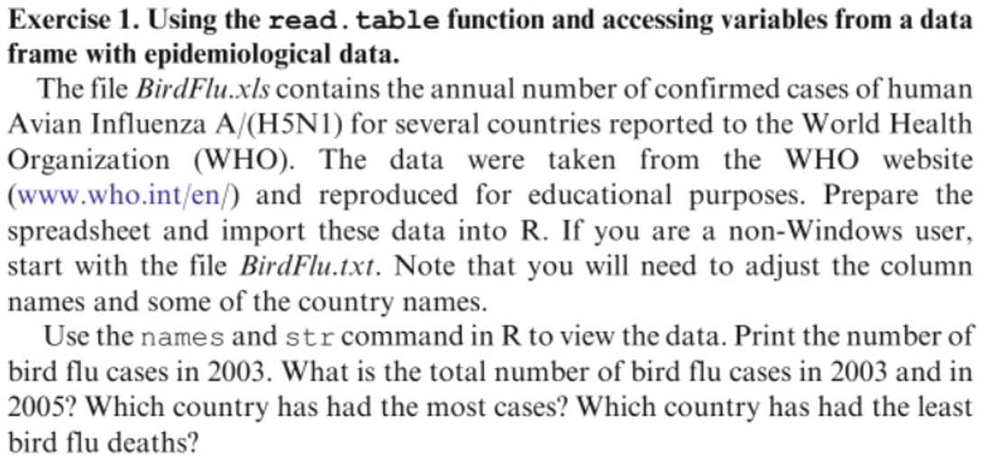 Exercise 1. Using the read.table function and accessing variables from a data
frame with epidemiological data.
The file BirdFlu.xls contains the annual number of confirmed cases of human
Avian Influenza A/(H5N1) for several countries reported to the World Health
Organization (WHO). The data were taken from the WHO website
(www.who.int/en/) and reproduced for educational purposes. Prepare the
spreadsheet and import these data into R. If you are a non-Windows user,
start with the file BirdFlu.txt. Note that you will need to adjust the column
names and some of the country names.
Use the names and str command in R to view the data. Print the number of
bird flu cases in 2003. What is the total number of bird flu cases in 2003 and in
2005? Which country has had the most cases? Which country has had the least
bird flu deaths?